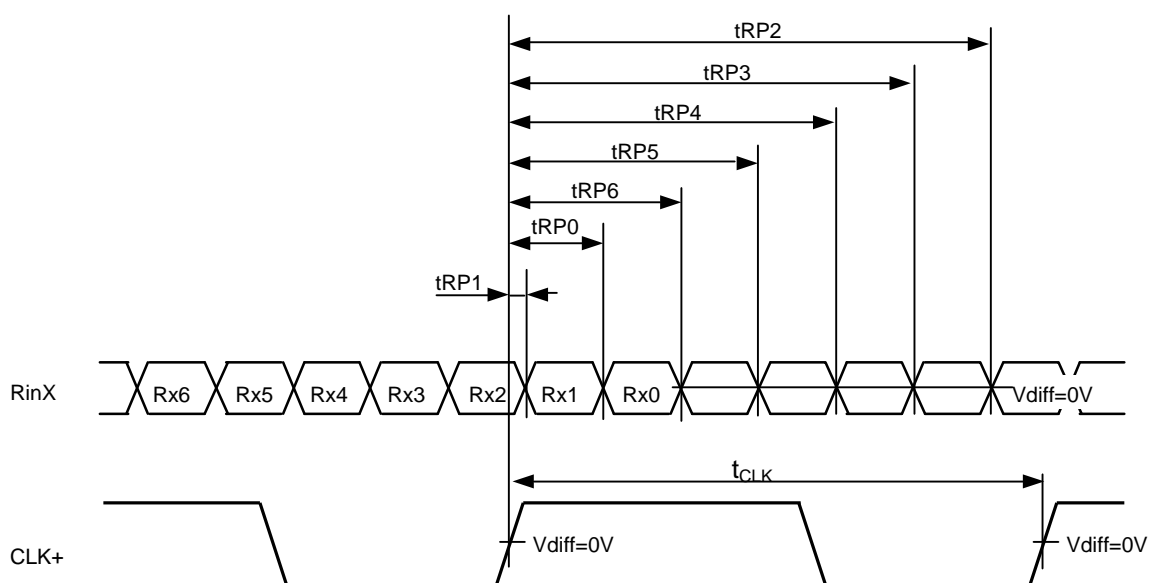 tRP2
tRP3
tRP4
tRP5
tRP6
tRP0
tRP1
RinX Rx6 Rx5 Rx4 Rx3 Rx2 Rx1 Rx0 Vdiff=0V
tCLK
CLK+ Vdiff=0V Vdiff=0V